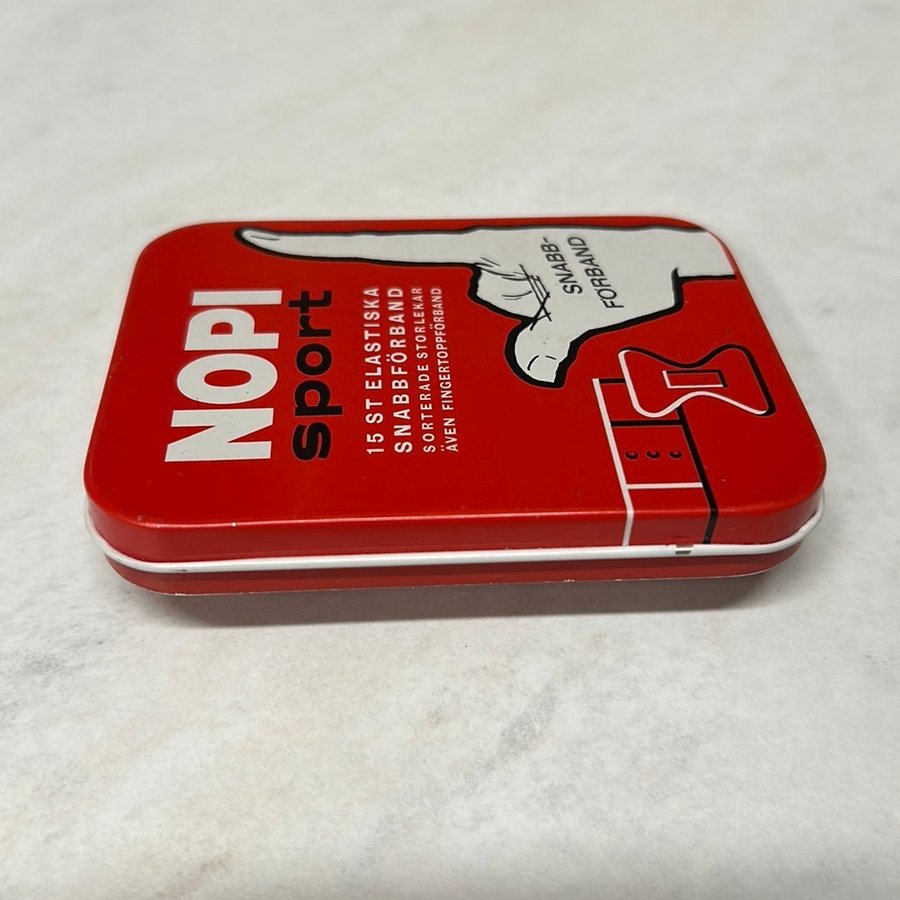 NOPI
sport
15 ST ELASTISKA
SNABBFÖRBAND
SORTERADE STORLEKAR
ÄVEN FINGERTOPPFÖRBAND
SNABB-
FÖRBAND